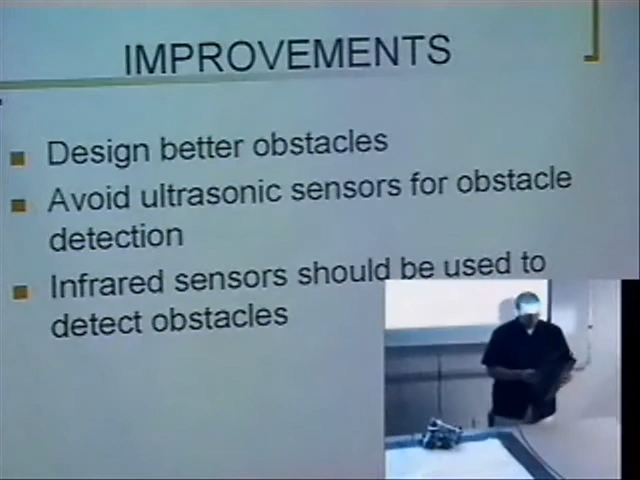 IMPROVEMENTS
Design better obstacles
Avoid ultrasonic sensors for obstacle
detection
Infrared sensors should be used to
detect obstacles